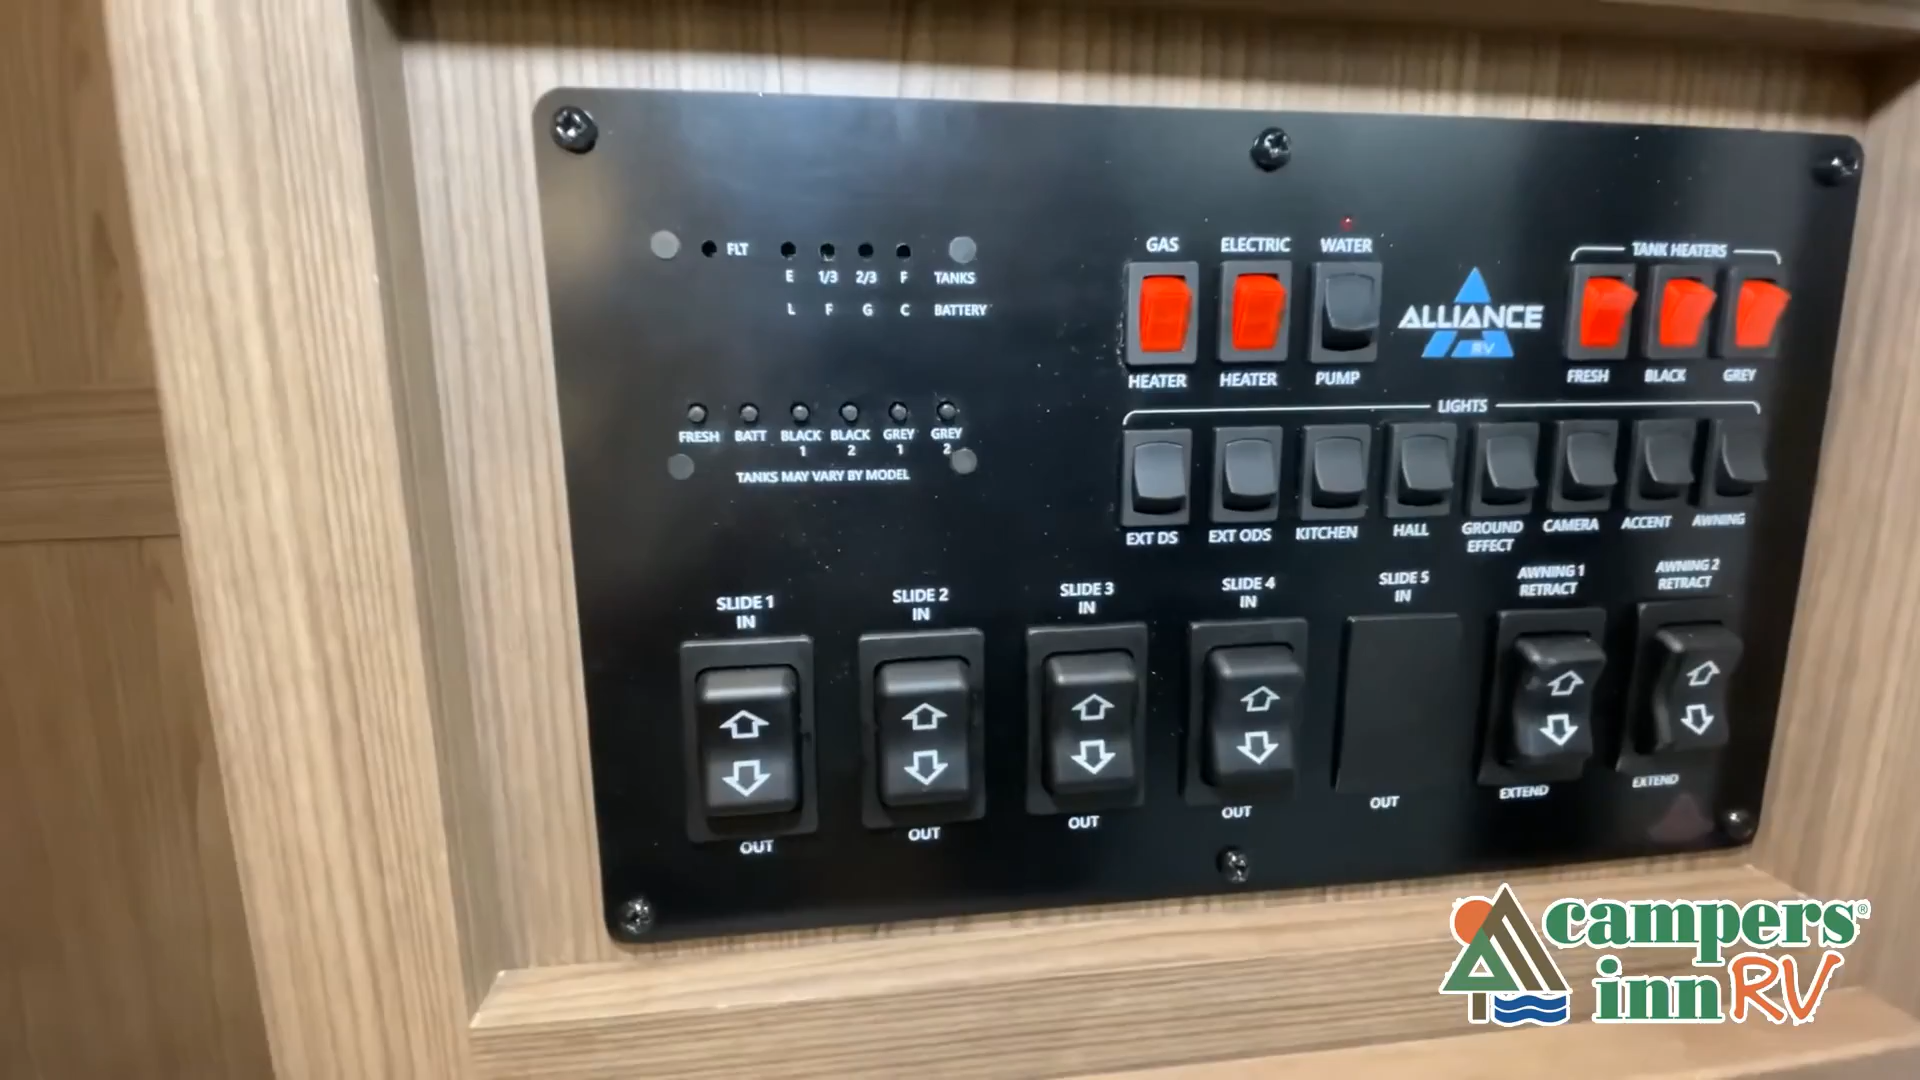 FLT
E 1/3 2/3 F TANKS
L F G C BATTERY
FRESH BATT BLACK 1 BLACK 2 GREY 1 GREY 2
TANKS MAY VARY BY MODEL
GAS HEATER
ELECTRIC HEATER
WATER PUMP
ALLIANCE
RV
TANK HEATERS
FRESH BLACK GREY
LIGHTS
EXT DS EXT ODS KITCHEN HALL GROUND EFFECT CAMERA ACCENT AWNING
SLIDE 1
IN
OUT
SLIDE 2
IN
OUT
SLIDE 3
IN
OUT
SLIDE 4
IN
OUT
SLIDE 5
IN
OUT
AWNING 1
RETRACT
EXTEND
AWNING 2
RETRACT
EXTEND
campers®
inn RV